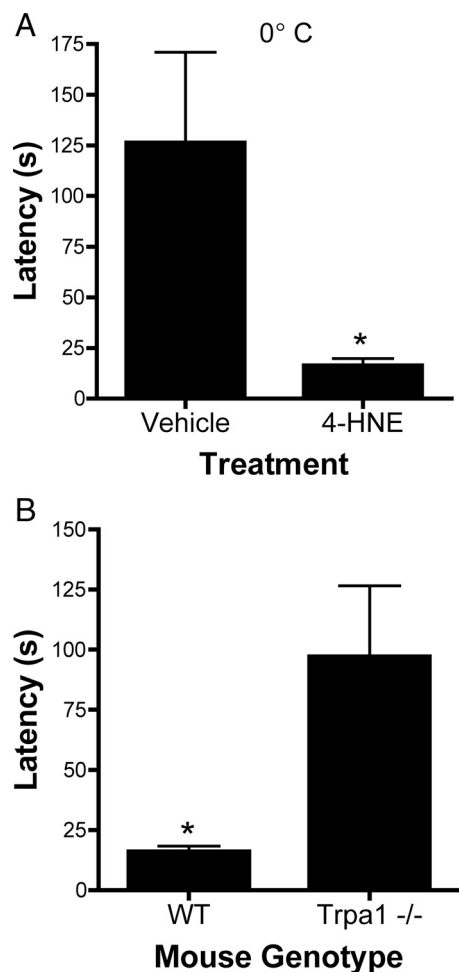 A
0° C
175
150
125
100
75
50
25
0
Latency (s)
*
Vehicle
4-HNE
Treatment
B
150
125
100
75
50
25
0
Latency (s)
*
WT
Trpa1 -/-
Mouse Genotype